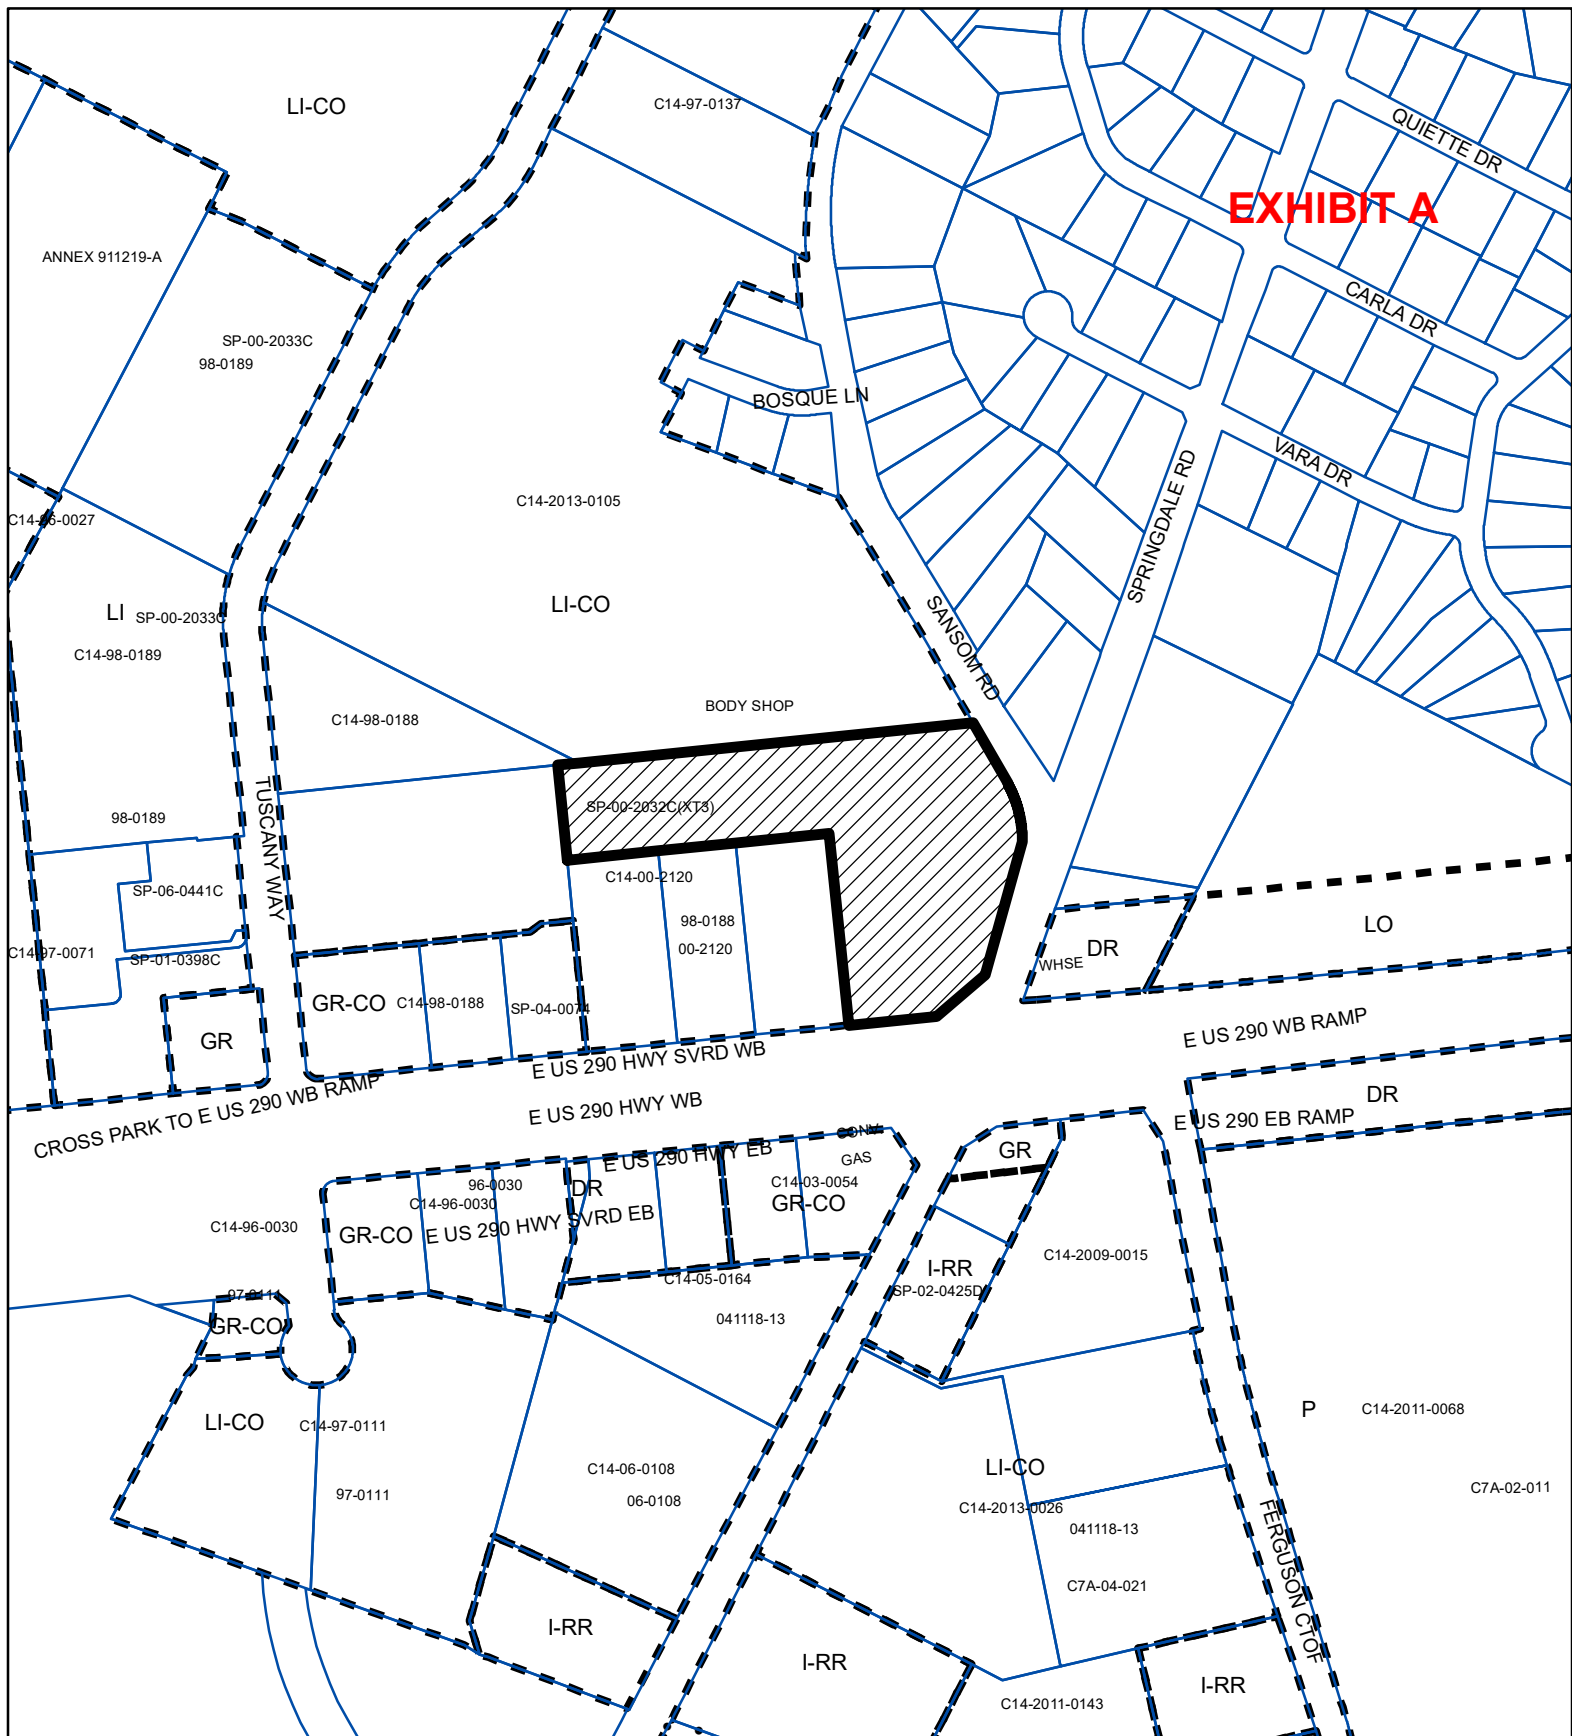 LI-CO
C14-97-0137
QUIETTE DR
EXHIBIT A
ANNEX 911219-A
CARLA DR
SP-00-2033C
98-0189
BOSQUE LN
VARA DR
C14-2013-0105
C14-86-0027
SPRINGDALE RD
LI-CO
LI
SP-00-2033C
SANSOM RD
C14-98-0189
BODY SHOP
C14-98-0188
SP-00-2032C(XT3)
98-0189
TUSCANY WAY
C14-00-2120
SP-06-0441C
98-0188
LO
DR
00-2120
C14-97-0071
SP-01-0398C
WHSE
GR-CO
C14-98-0188
SP-04-0074
GR
E US 290 WB RAMP
E US 290 HWY SVRD WB
CROSS PARK TO E US 290 WB RAMP
E US 290 HWY WB
DR
E US 290 EB RAMP
CONV
GAS
GR
E US 290 HWY EB
96-0030
DR
C14-03-0054
C14-96-0030
GR-CO
C14-96-0030
E US 290 HWY SVRD EB
GR-CO
C14-2009-0015
I-RR
C14-05-0164
SP-02-0425D
97-0111
041118-13
GR-CO
P
C14-2011-0068
LI-CO
C14-97-0111
C14-06-0108
LI-CO
C7A-02-011
97-0111
06-0108
C14-2013-0026
041118-13
FERGUSON CTOF
C7A-04-021
I-RR
I-RR
I-RR
C14-2011-0143